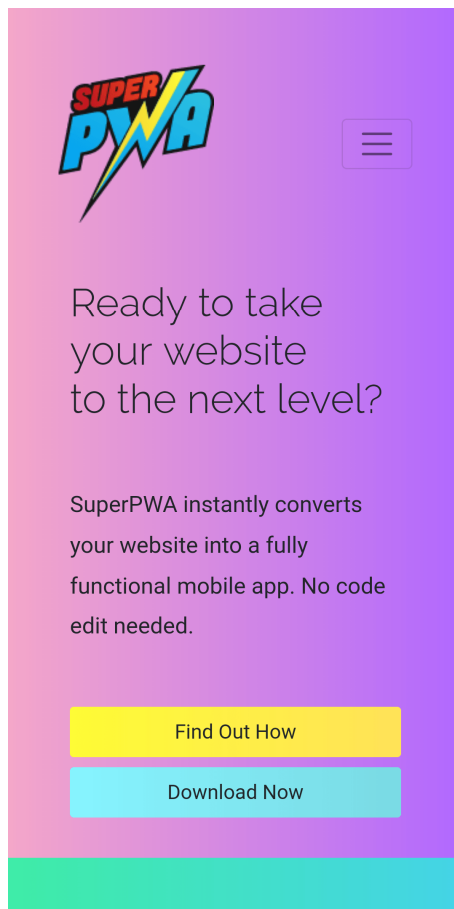 SUPER
PWA
Ready to take
your website
to the next level?
SuperPWA instantly converts
your website into a fully
functional mobile app. No code
edit needed.
Find Out How
Download Now